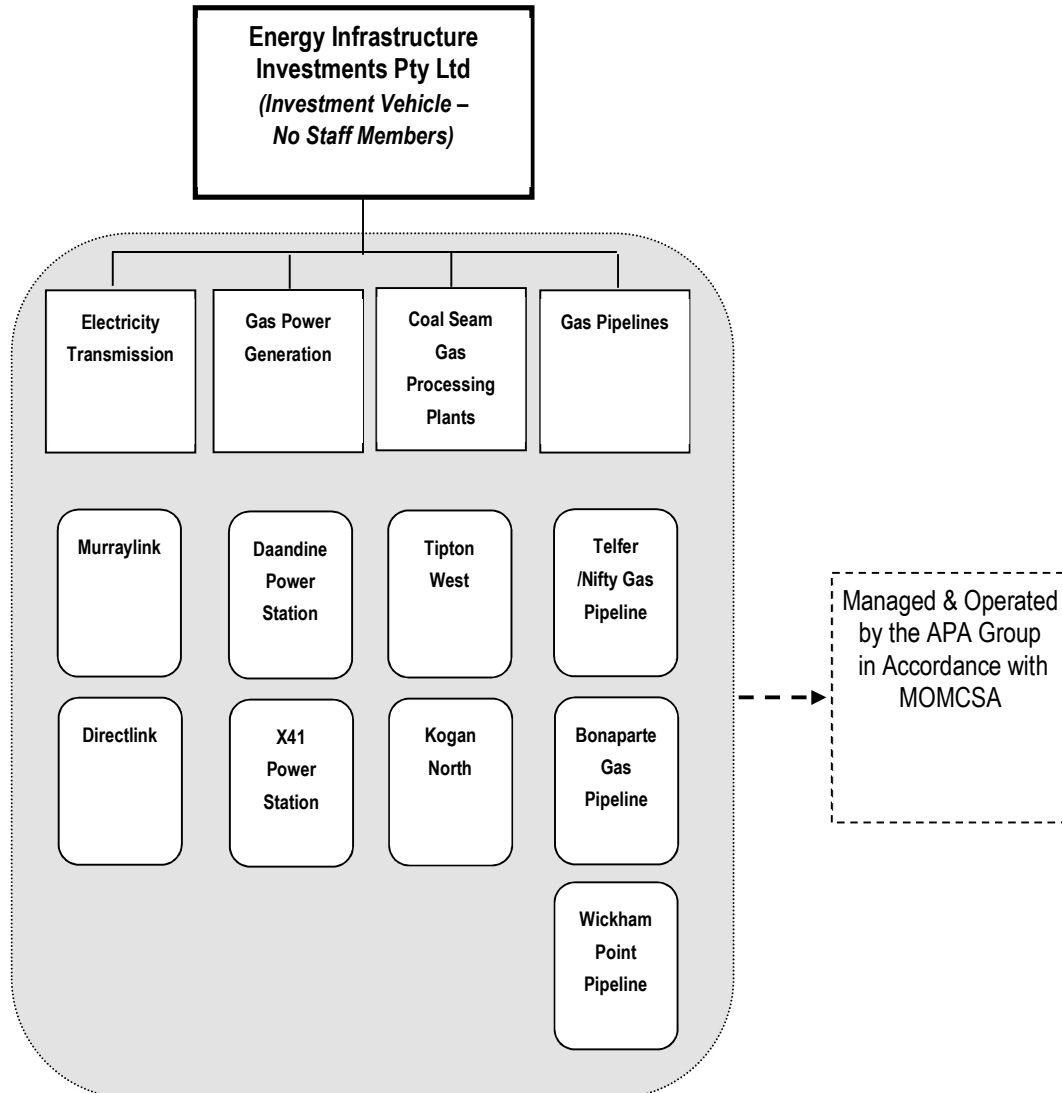 Energy Infrastructure
Investments Pty Ltd
(Investment Vehicle –
No Staff Members)
Electricity
Transmission
Gas Power
Generation
Coal Seam
Gas
Processing
Plants
Gas Pipelines
Murraylink
Daandine
Power
Station
Tipton
West
Telfer
/Nifty Gas
Pipeline
Managed & Operated
by the APA Group
in Accordance with
MOMCSA
Directlink
X41
Power
Station
Kogan
North
Bonaparte
Gas
Pipeline
Wickham
Point
Pipeline